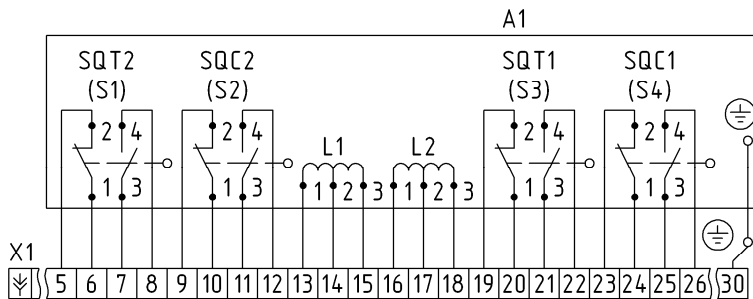 A1
SQT2 SQC2 SQT1 SQC1
(S1) (S2) (S3) (S4)
2 4 2 4 L1 L2 2 4 2 4
1 3 1 3 1 2 3 1 2 3 1 3 1 3
X1
5 6 7 8 9 10 11 12 13 14 15 16 17 18 19 20 21 22 23 24 25 26 30